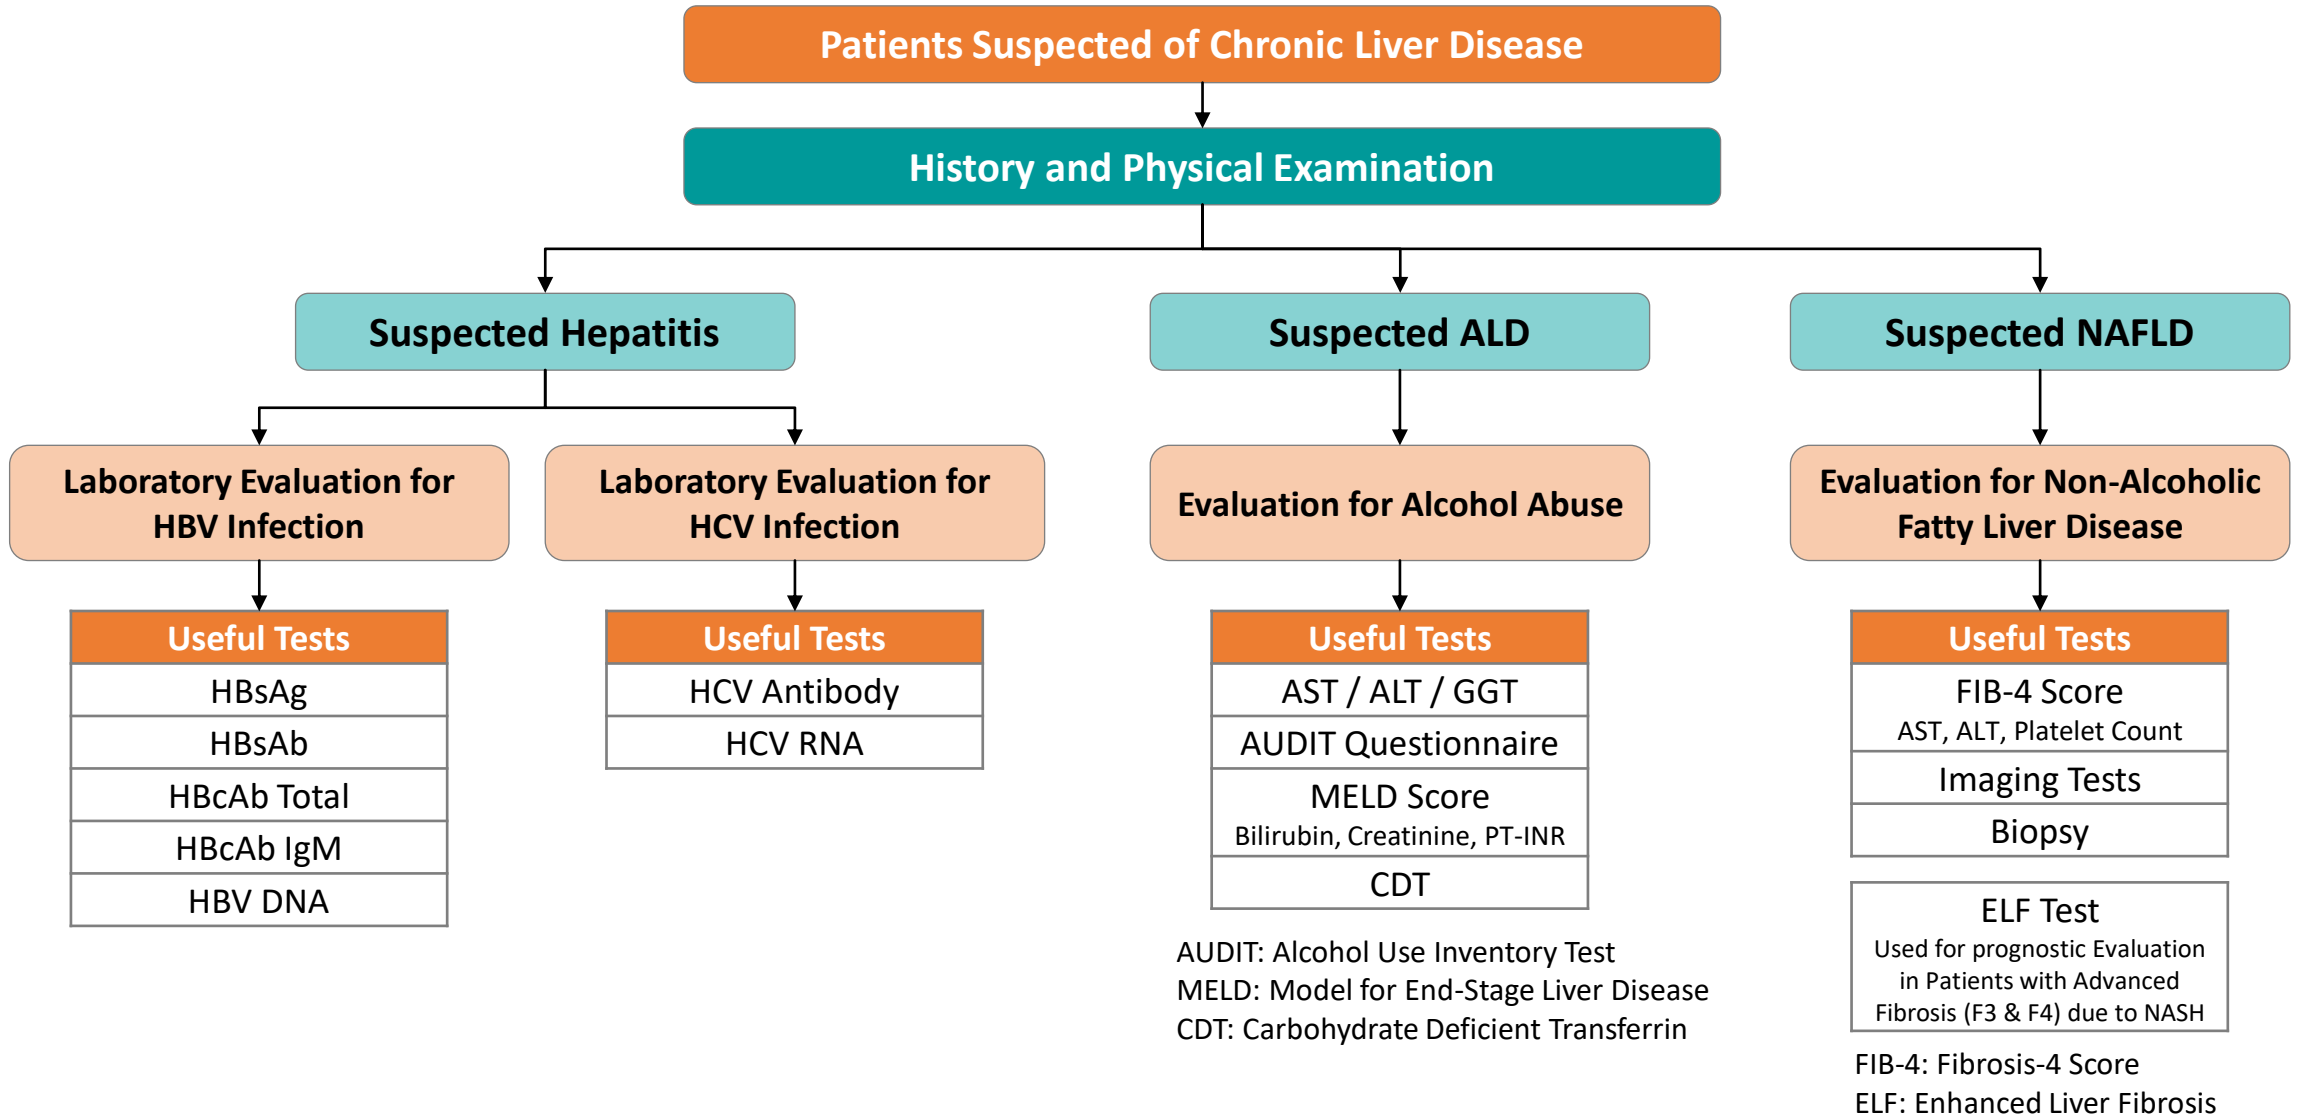 Patients Suspected of Chronic Liver Disease
History and Physical Examination
Suspected Hepatitis
Suspected ALD
Suspected NAFLD
Laboratory Evaluation for
HBV Infection
Laboratory Evaluation for
HCV Infection
Evaluation for Alcohol Abuse
Evaluation for Non-Alcoholic
Fatty Liver Disease
Useful Tests
HBsAg
HBsAb
HBcAb Total
HBcAb IgM
HBV DNA
Useful Tests
HCV Antibody
HCV RNA
Useful Tests
AST / ALT / GGT
AUDIT Questionnaire
MELD Score
Bilirubin, Creatinine, PT-INR
CDT
AUDIT: Alcohol Use Inventory Test
MELD: Model for End-Stage Liver Disease
CDT: Carbohydrate Deficient Transferrin
Useful Tests
FIB-4 Score
AST, ALT, Platelet Count
Imaging Tests
Biopsy
ELF Test
Used for prognostic Evaluation
in Patients with Advanced
Fibrosis (F3 & F4) due to NASH
FIB-4: Fibrosis-4 Score
ELF: Enhanced Liver Fibrosis